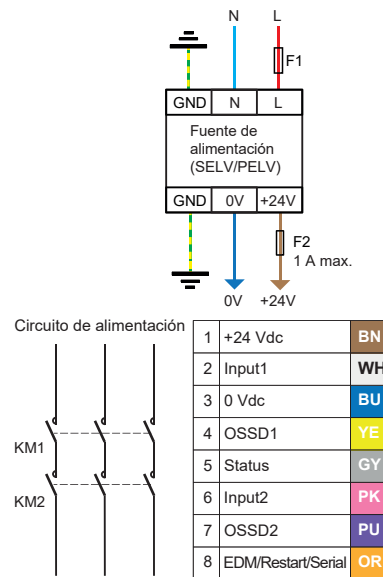 N L
F1
GND N L
Fuente de
alimentación
(SELV/PELV)
GND 0V +24V
F2
1 A max.
0V +24V
Circuito de alimentación
KM1
KM2
1 +24 Vdc BN
2 Input1 WH
3 0 Vdc BU
4 OSSD1 YE
5 Status GY
6 Input2 PK
7 OSSD2 PU
8 EDM/Restart/Serial OR